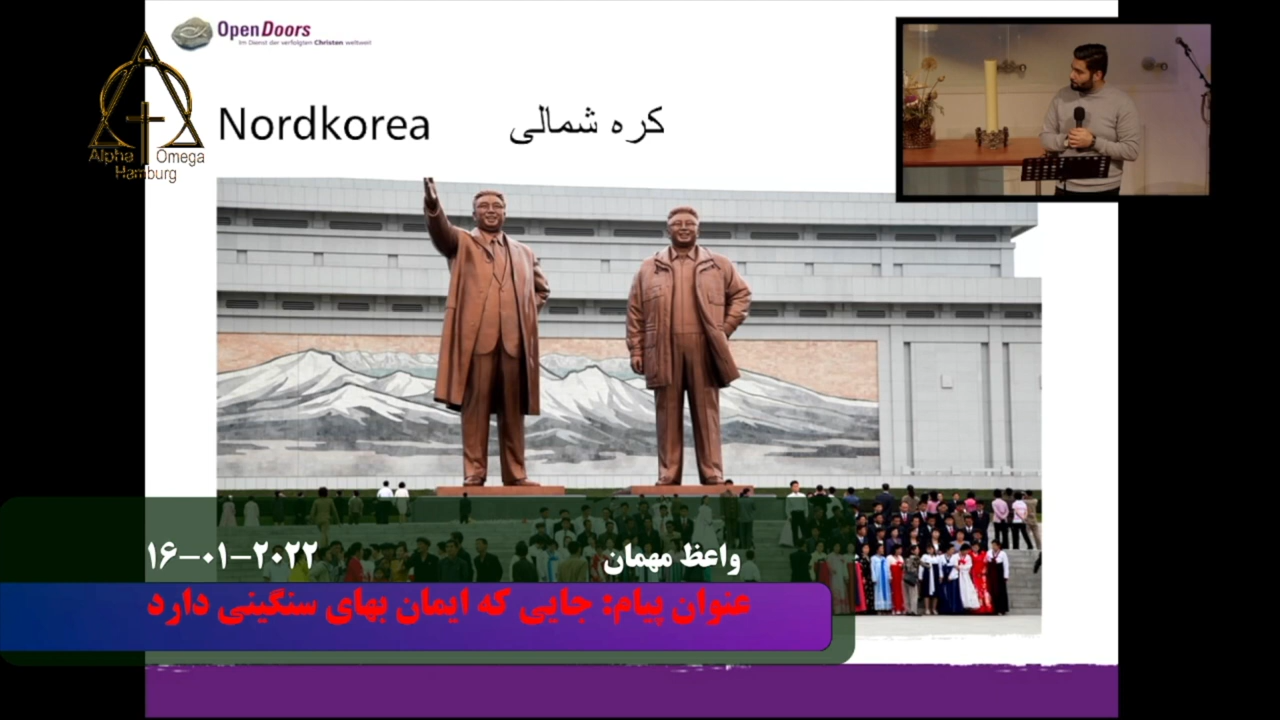 OpenDoors
Im Dienst der verfolgten Christen weltweit
Alpha Omega
Hamburg
Nordkorea کره شمالی
واعظ مهمان
۱۶-۰۱-۲۰۲۲
عنوان پیام: جایی که ایمان بهای سنگینی دارد